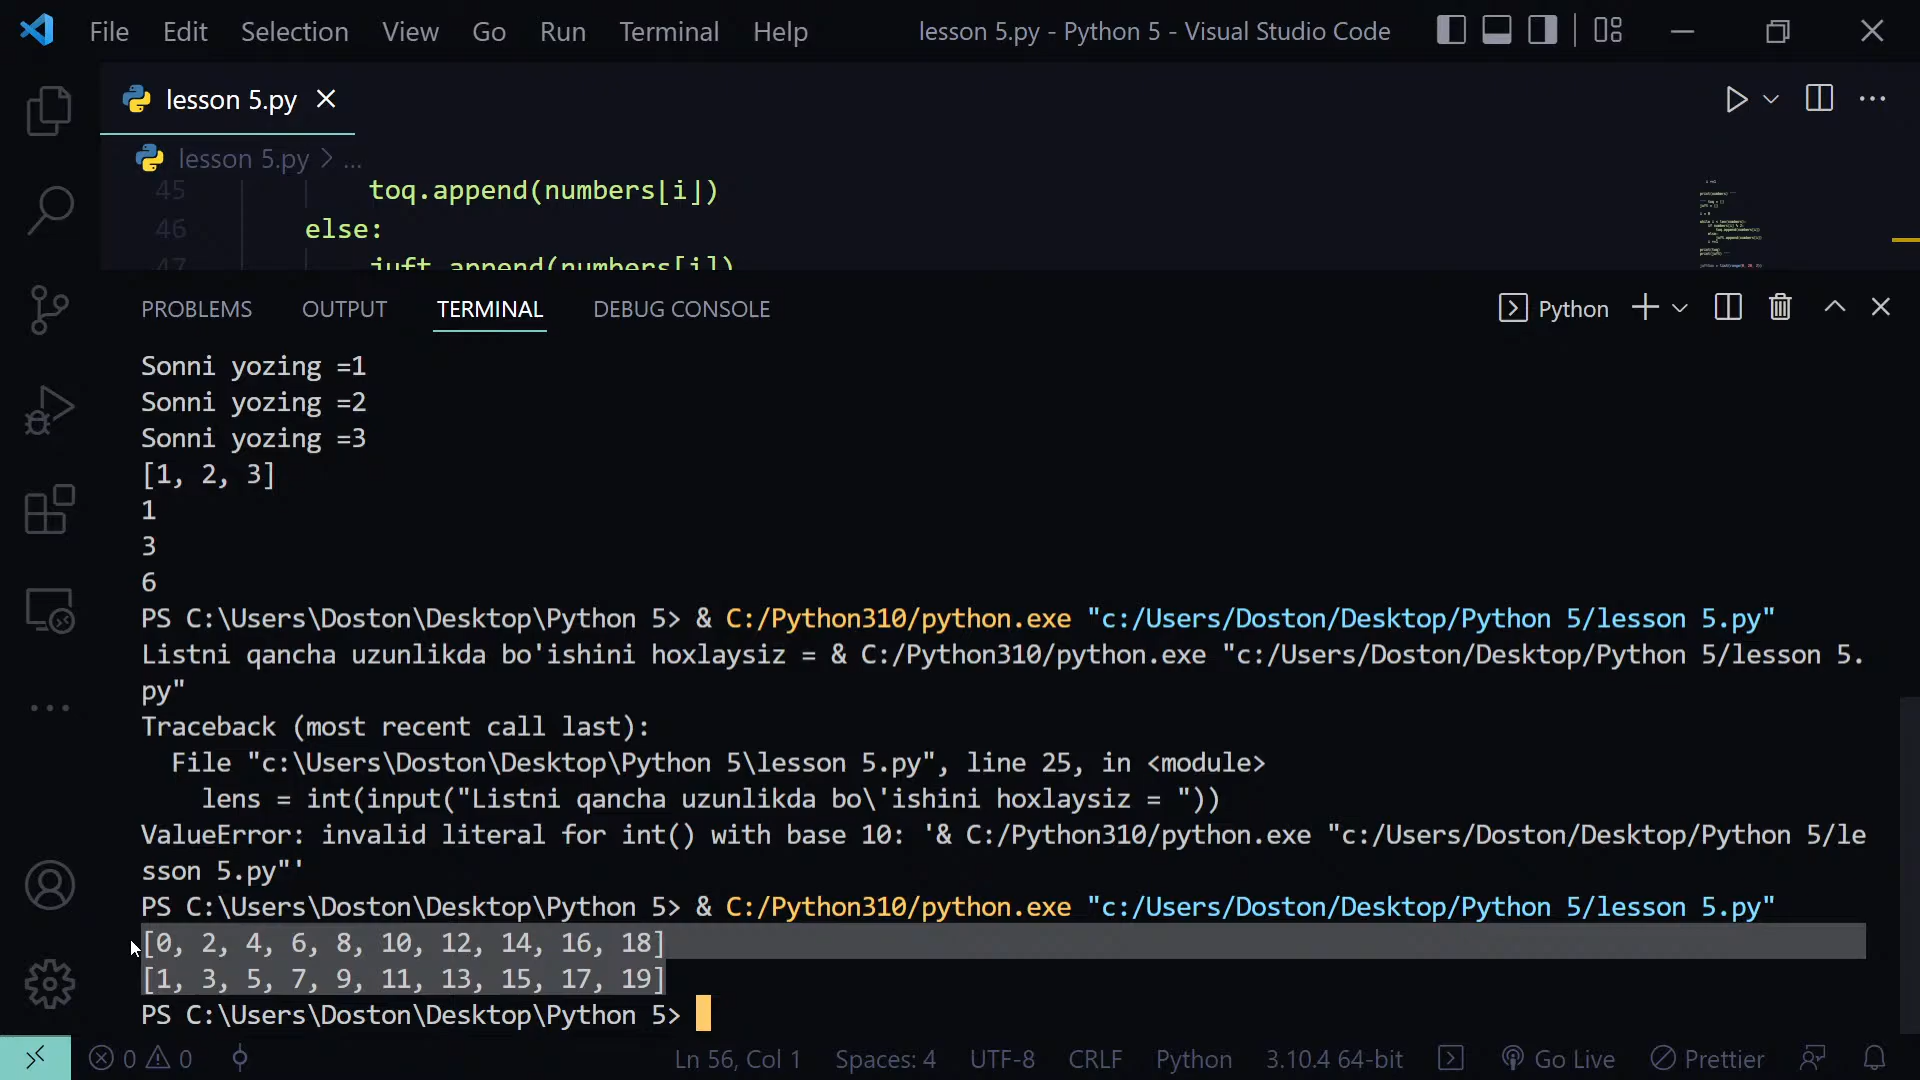 File Edit Selection View Go Run Terminal Help lesson 5.py - Python 5 - Visual Studio Code
lesson 5.py
lesson 5.py > ...
45 toq.append(numbers[i])
46 else:
47 juft.append(numbers[i])
PROBLEMS OUTPUT TERMINAL DEBUG CONSOLE Python
Sonni yozing =1
Sonni yozing =2
Sonni yozing =3
[1, 2, 3]
1
3
6
PS C:\Users\Doston\Desktop\Python 5> & C:/Python310/python.exe "c:/Users/Doston/Desktop/Python 5/lesson 5.py"
Listni qancha uzunlikda bo'ishini hoxlaysiz = & C:/Python310/python.exe "c:/Users/Doston/Desktop/Python 5/lesson 5.
py"
Traceback (most recent call last):
File "c:\Users\Doston\Desktop\Python 5\lesson 5.py", line 25, in <module>
lens = int(input("Listni qancha uzunlikda bo\'ishini hoxlaysiz = "))
ValueError: invalid literal for int() with base 10: '& C:/Python310/python.exe "c:/Users/Doston/Desktop/Python 5/le
sson 5.py"'
PS C:\Users\Doston\Desktop\Python 5> & C:/Python310/python.exe "c:/Users/Doston/Desktop/Python 5/lesson 5.py"
[0, 2, 4, 6, 8, 10, 12, 14, 16, 18]
[1, 3, 5, 7, 9, 11, 13, 15, 17, 19]
PS C:\Users\Doston\Desktop\Python 5>
0 0 Ln 56, Col 1 Spaces: 4 UTF-8 CRLF Python 3.10.4 64-bit Go Live Prettier